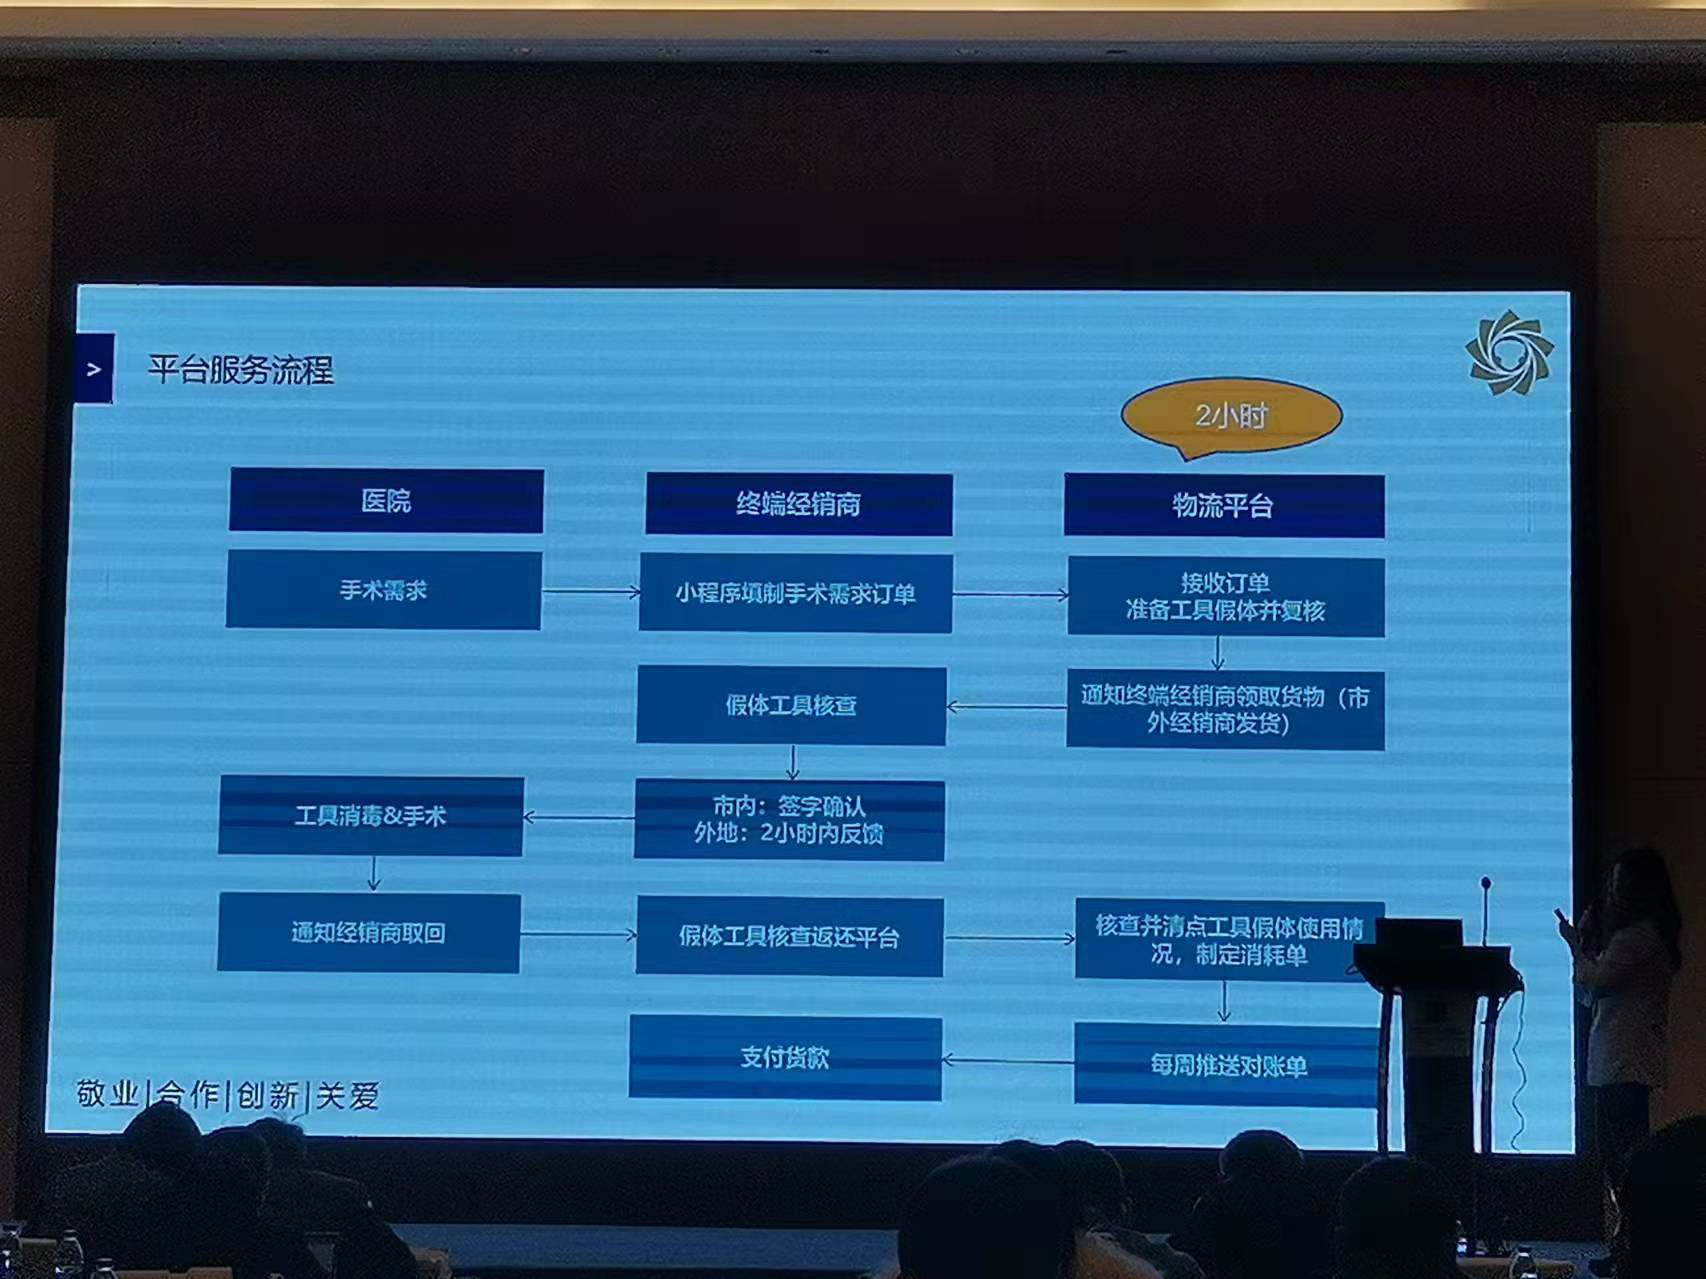 >
平台服务流程
2小时
医院
终端经销商
物流平台
手术需求
小程序填制手术需求订单
接收订单
准备工具假体并复核
假体工具核查
通知终端经销商领取货物（市
外经销商发货）
工具消毒&手术
市内：签字确认
外地：2小时内反馈
通知经销商取回
假体工具核查返还平台
核查并清点工具假体使用情
况，制定消耗单
支付货款
每周推送对账单
敬业|合作|创新|关爱